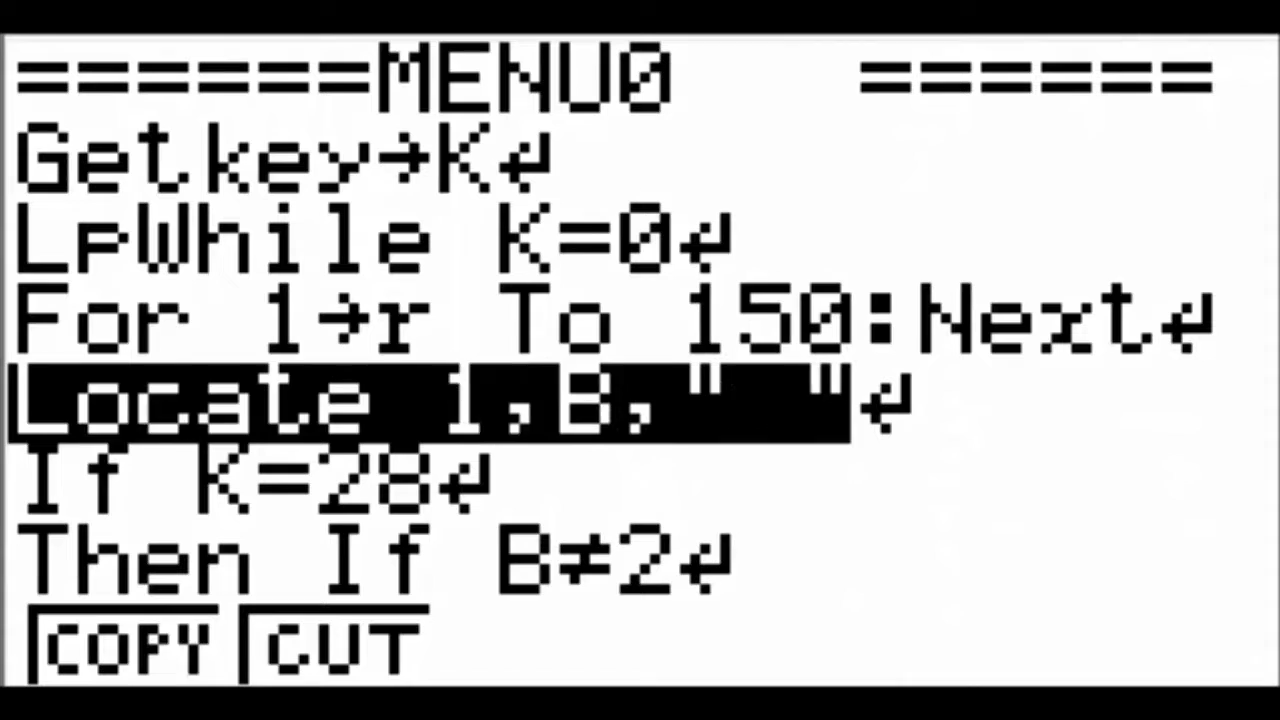 ======MENU0   ======
Getkey→K↵
LpWhile K=0↵
For 1→r To 150:Next↵
Locate 1,B," "↵
If K=28↵
Then If B≠2↵
COPY CUT